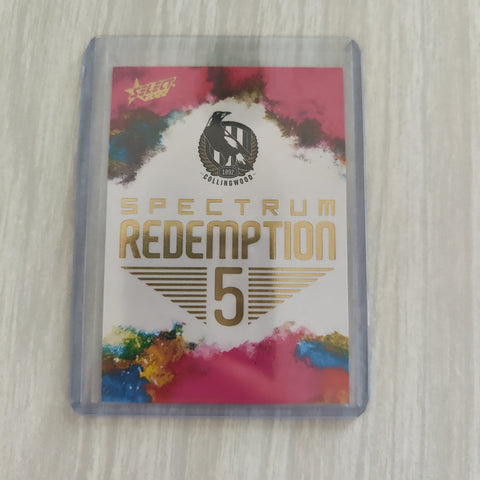 SELECT
1892
COLLINGWOOD
SPECTRUM
REDEMPTION
5